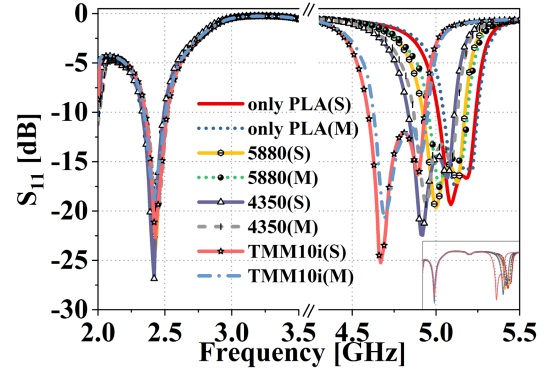 0
-5
-10
-15
-20
-25
-30
S11 [dB]
only PLA(S)
only PLA(M)
5880(S)
5880(M)
4350(S)
4350(M)
TMM10i(S)
TMM10i(M)
2.0 2.5 3.0 3.5 4.5 5.0 5.5
Frequency [GHz]